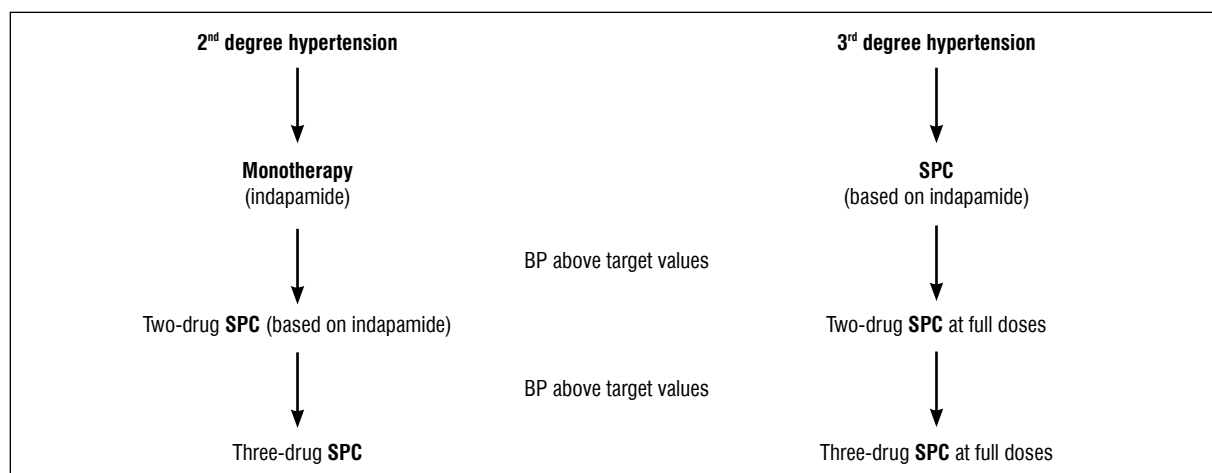 2nd degree hypertension
3rd degree hypertension
Monotherapy
(indapamide)
SPC
(based on indapamide)
BP above target values
Two-drug SPC (based on indapamide)
Two-drug SPC at full doses
BP above target values
Three-drug SPC
Three-drug SPC at full doses